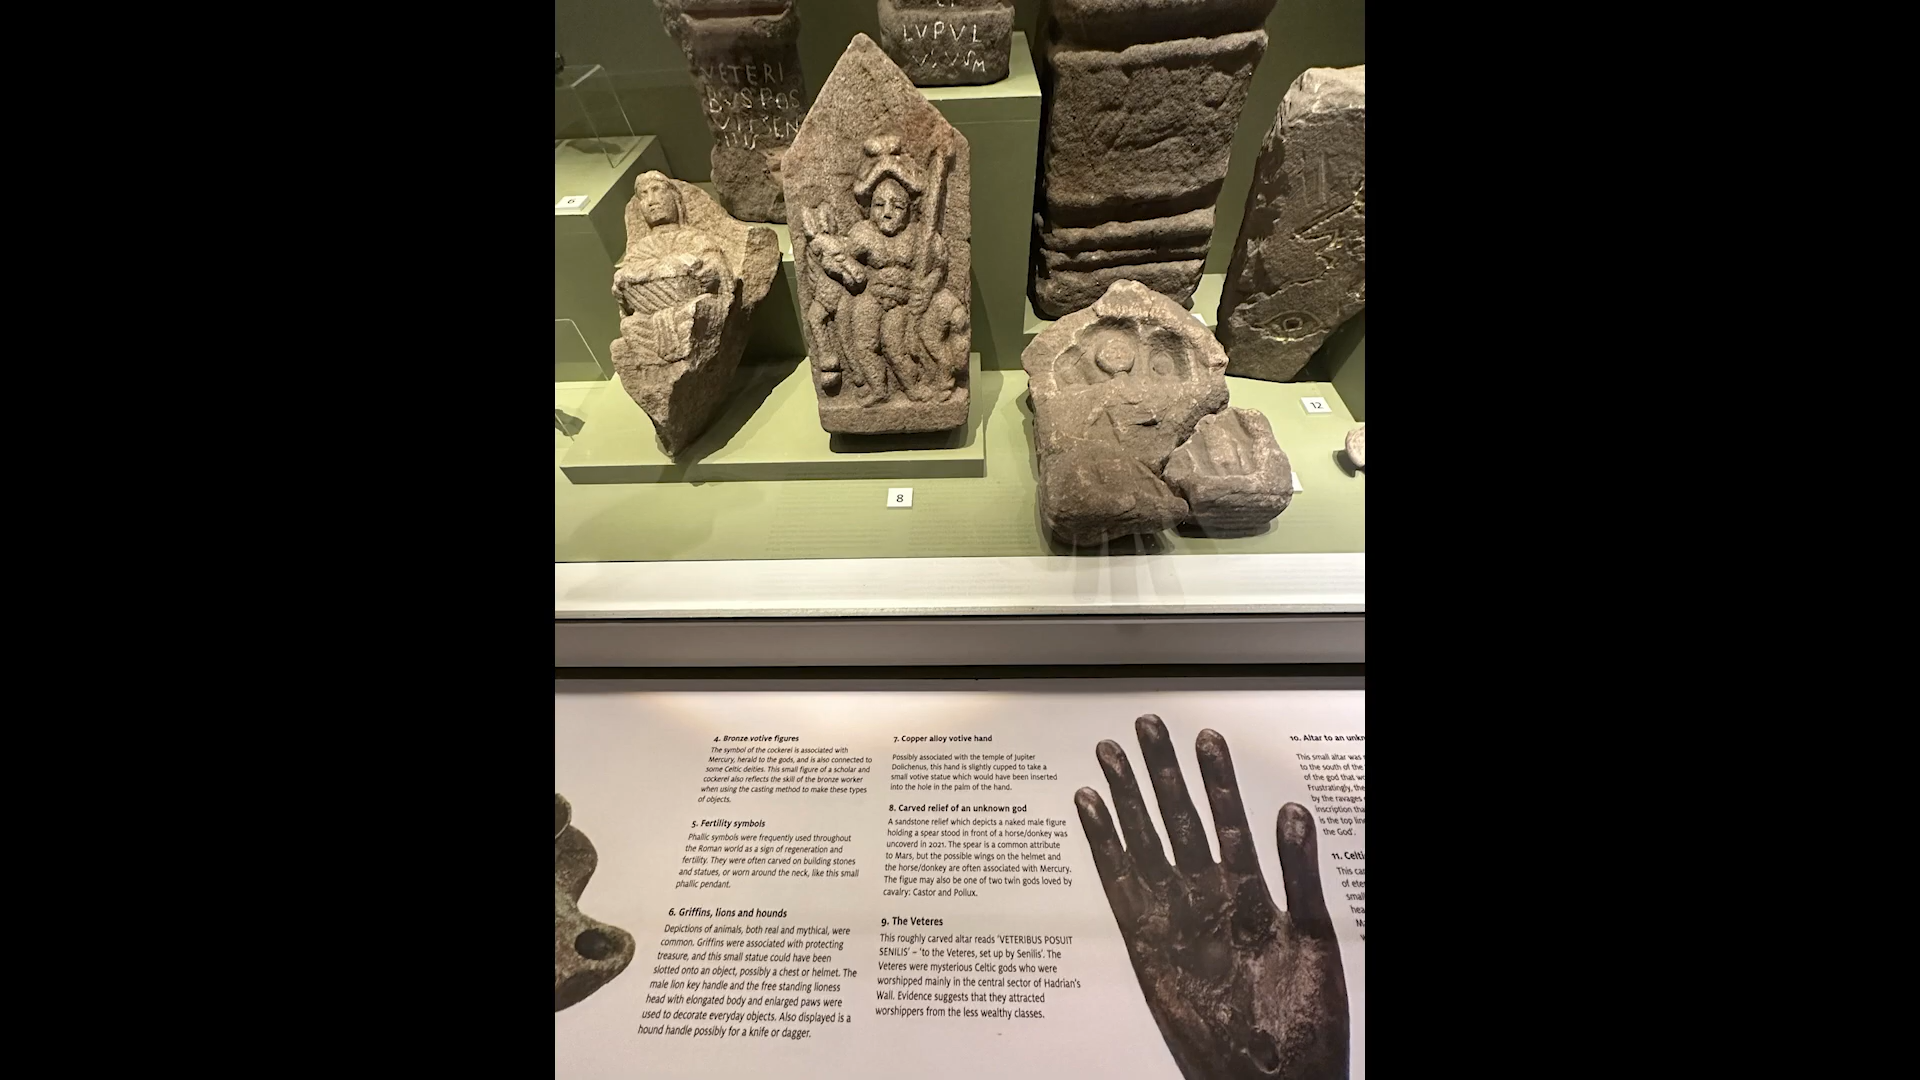 LVPVL
VETERI
BVSPOS
VITSEN
6
12
8
4. Bronze votive figures
The symbol of the cockerel is associated with
Mercury, herald to the gods, and is also connected to
some Celtic deities. This small figure of a scholar and
cockerel also reflects the skill of the bronze worker
when using the casting method to make these types
of objects.
5. Fertility symbols
Phallic symbols were frequently used throughout
the Roman world as a sign of regeneration and
fertility. They were often carved on building stones
and statues, or worn around the neck, like this small
phallic pendant.
6. Griffins, lions and hounds
Depictions of animals, both real and mythical, were
common. Griffins were associated with protecting
treasure, and this small statue could have been
slotted onto an object, possibly a chest or helmet. The
male lion key handle and the free standing lioness
head with elongated body and enlarged paws were
used to decorate everyday objects. Also displayed is a
hound handle possibly for a knife or dagger.
7. Copper alloy votive hand
Possibly associated with the temple of Jupiter
Dolichenus, this hand is slightly cupped to take a
small votive statue which would have been inserted
into the hole in the palm of the hand.
8. Carved relief of an unknown god
A sandstone relief which depicts a naked male figure
holding a spear stood in front of a horse/donkey was
uncoverd in 2021. The spear is a common attribute
to Mars, but the possible wings on the helmet and
the horse/donkey are often associated with Mercury.
The figue may also be one of two twin gods loved by
cavalry: Castor and Pollux.
9. The Veteres
This roughly carved altar reads 'VETERIBUS POSUIT
SENILIS' – 'to the Veteres, set up by Senilis'. The
Veteres were mysterious Celtic gods who were
worshipped mainly in the central sector of Hadrian's
Wall. Evidence suggests that they attracted
worshippers from the less wealthy classes.
10. Altar to an unkn
This small altar was
to the south of the
of the god that wo
Frustratingly, the
by the ravages
inscription tha
is the top lin
the God'.
11. Celti
This car
of ete
smal
hea